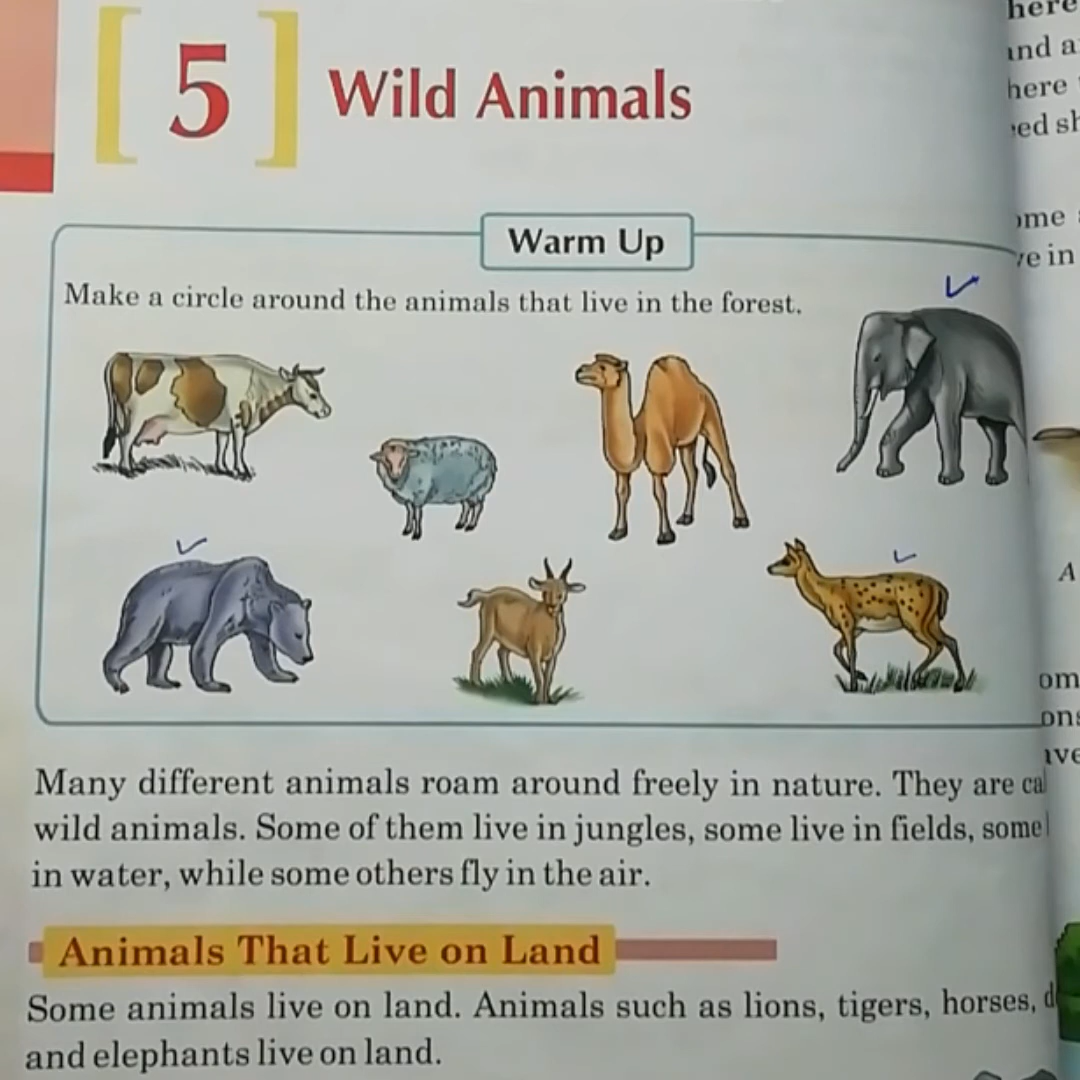 [ 5 ] Wild Animals
Warm Up
Make a circle around the animals that live in the forest.
Many different animals roam around freely in nature. They are
wild animals. Some of them live in jungles, some live in fields, some
in water, while some others fly in the air.
Animals That Live on Land
Some animals live on land. Animals such as lions, tigers, horses,
and elephants live on land.
here
here
in
A